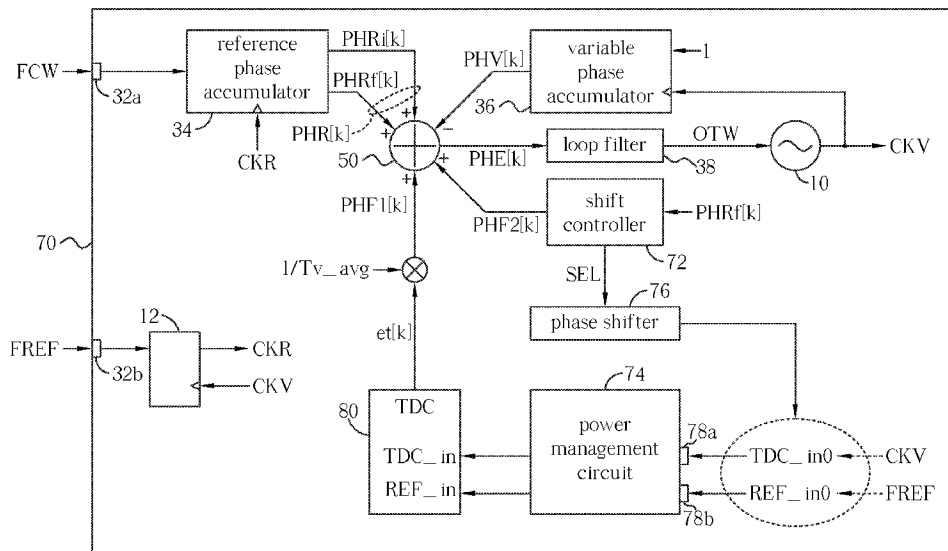 70
FCW
32a
reference
phase
accumulator
34
CKR
PHRi[k]
PHRf[k]
PHR[k]
+
+
−
+
+
50
PHV[k]
variable
phase
accumulator
36
1
PHE[k]
loop filter
38
OTW
10
CKV
PHF1[k]
PHF2[k]
shift
controller
72
PHRf[k]
SEL
76
phase shifter
1/Tv_avg
et[k]
FREF
32b
12
CKR
CKV
80
TDC
TDC_in
REF_in
74
power
management
circuit
78a
78b
TDC_in0
REF_in0
CKV
FREF